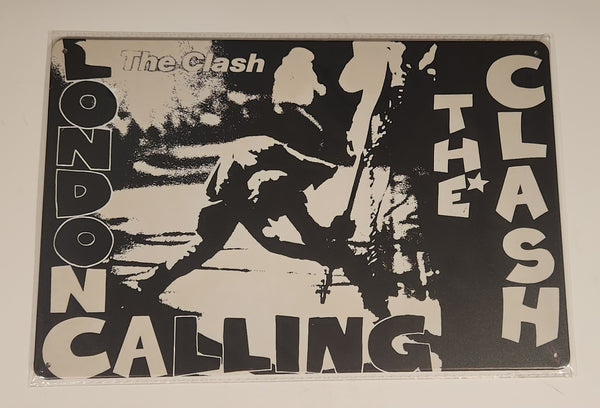 The Clash
LONDON
CALLING
THE
CLASH